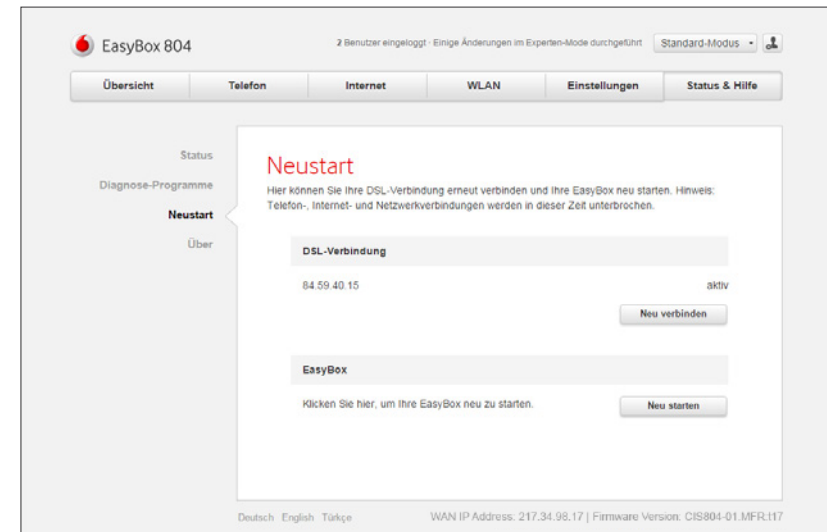 EasyBox 804
2 Benutzer eingeloggt · Einige Änderungen im Experten-Mode durchgeführt
Standard-Modus
Übersicht Telefon Internet WLAN Einstellungen Status & Hilfe
Status
Diagnose-Programme
Neustart
Über
Neustart
Hier können Sie Ihre DSL-Verbindung erneut verbinden und Ihre EasyBox neu starten. Hinweis:
Telefon-, Internet- und Netzwerkverbindungen werden in dieser Zeit unterbrochen.
DSL-Verbindung
84.59.40.15 aktiv
Neu verbinden
EasyBox
Klicken Sie hier, um Ihre EasyBox neu zu starten. Neu starten
Deutsch English Türkçe WAN IP Address: 217.34.98.17 | Firmware Version: CIS804-01.MFR:t17